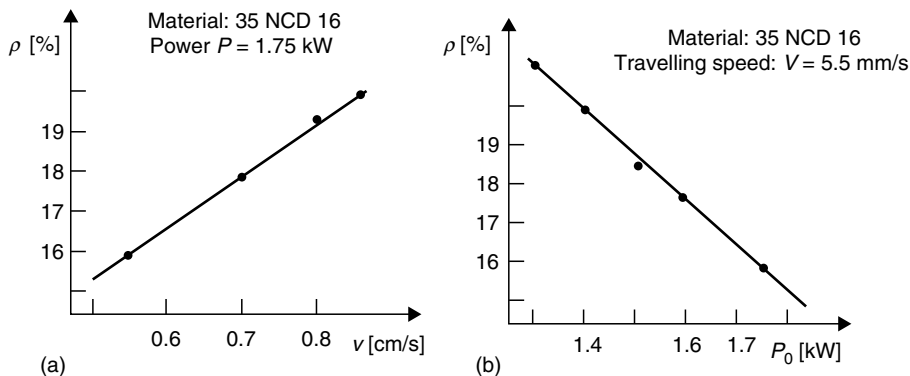 Material: 35 NCD 16
Power P = 1.75 kW
ρ [%]
19
18
17
16
0.6 0.7 0.8 v [cm/s]
(a)
Material: 35 NCD 16
Travelling speed: V = 5.5 mm/s
ρ [%]
19
18
17
16
1.4 1.6 1.7 P₀ [kW]
(b)